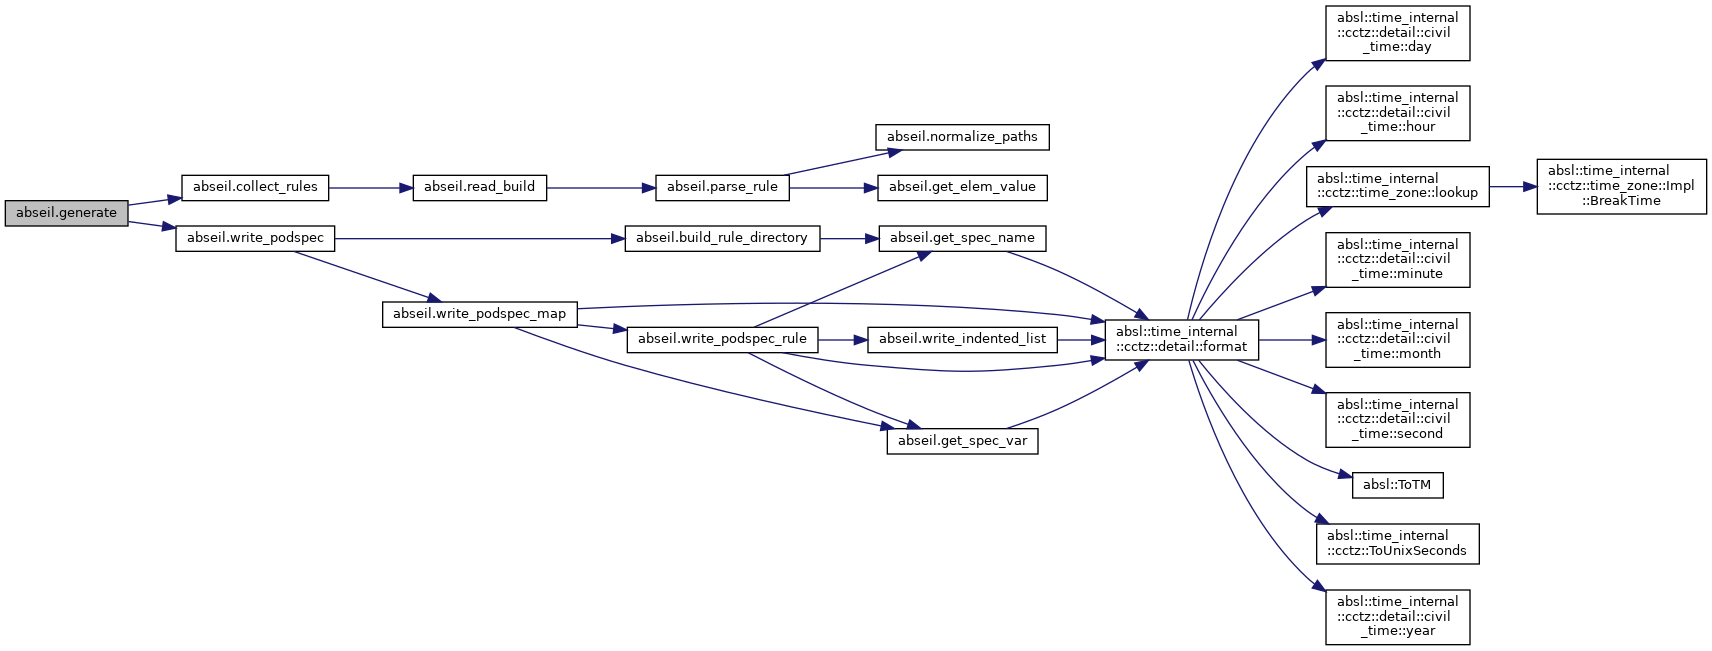 abseil.generate
abseil.collect_rules
abseil.read_build
abseil.parse_rule
abseil.normalize_paths
abseil.get_elem_value
abseil.write_podspec
abseil.build_rule_directory
abseil.get_spec_name
abseil.write_podspec_map
abseil.write_podspec_rule
abseil.write_indented_list
abseil.get_spec_var
absl::time_internal
::cctz::detail::format
absl::time_internal
::cctz::detail::civil
_time::day
absl::time_internal
::cctz::detail::civil
_time::hour
absl::time_internal
::cctz::time_zone::lookup
absl::time_internal
::cctz::time_zone::Impl
::BreakTime
absl::time_internal
::cctz::detail::civil
_time::minute
absl::time_internal
::cctz::detail::civil
_time::month
absl::time_internal
::cctz::detail::civil
_time::second
absl::ToTM
absl::time_internal
::cctz::ToUnixSeconds
absl::time_internal
::cctz::detail::civil
_time::year